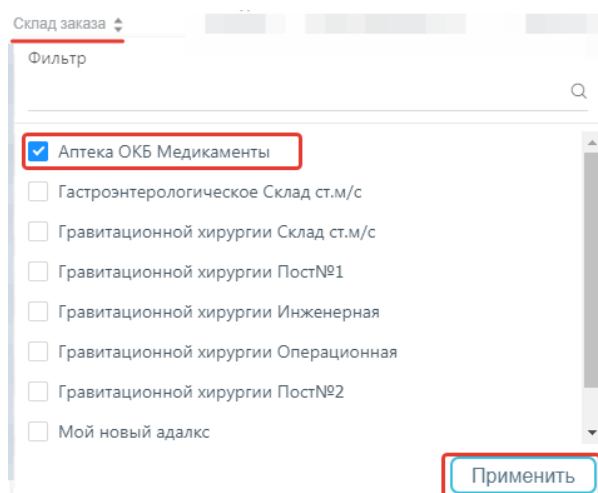 Склад заказа
Фильтр
Аптека ОКБ Медикаменты
Гастроэнтерологическое Склад ст.м/с
Гравитационной хирургии Склад ст.м/с
Гравитационной хирургии Пост№1
Гравитационной хирургии Инженерная
Гравитационной хирургии Операционная
Гравитационной хирургии Пост№2
Мой новый адалкс
Применить